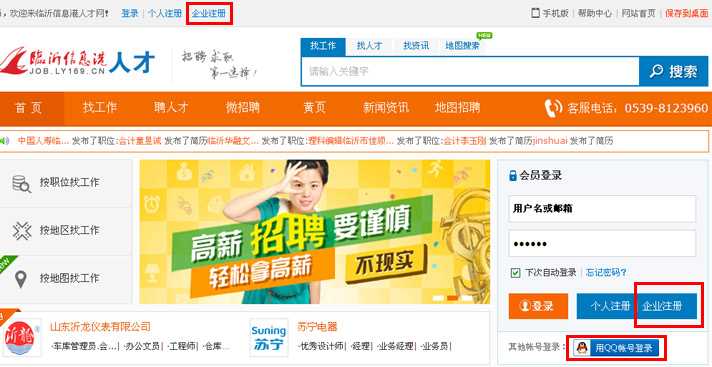 ，欢迎来临沂信息港人才网! 登录 | 个人注册 | 企业注册 手机版 | 帮助中心 | 网站首页 | 保存到桌面
临沂信息港人才
JOB.LY169.CN
招聘求职
第一选择!
找工作 找人才 找资讯 地图搜索 NEW
请输入关键字 搜索
首 页 找工作 聘人才 微招聘 黄页 新闻资讯 地图招聘 客服电话：0539-8123960
中国人寿临... 发布了职位:会计童昱诚 发布了简历临沂华融文... 发布了职位:理科编辑临沂市佳顺... 发布了职位:会计李玉刚 发布了简历jinshuai 发布了简历
按职位找工作
按地区找工作
按地图找工作
高薪招聘要谨慎
轻松拿高薪 不现实
会员登录
用户名或邮箱
••••••
下次自动登录 | 忘记密码?
登录 个人注册 企业注册
其他帐号登录： 用QQ帐号登录
沂龙 山东沂龙仪表有限公司
·车库管理员.会...| ·办公文员| ·工程师| ·仓库...
Suning 苏宁 苏宁电器
·优秀设计师| ·经理| ·业务经理| ·业务员|